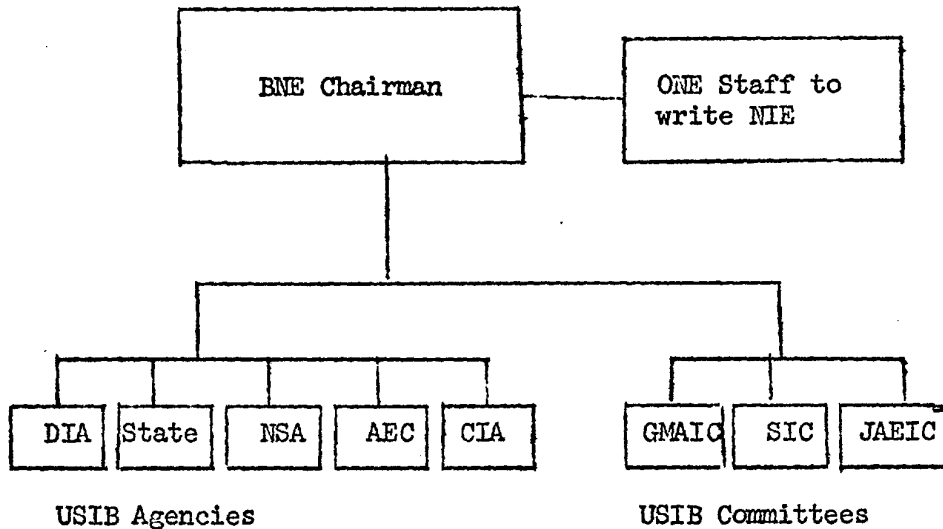 BNE Chairman
ONE Staff to
write NIE
DIA State NSA AEC CIA
GMAIC SIC JAEIC
USIB Agencies
USIB Committees